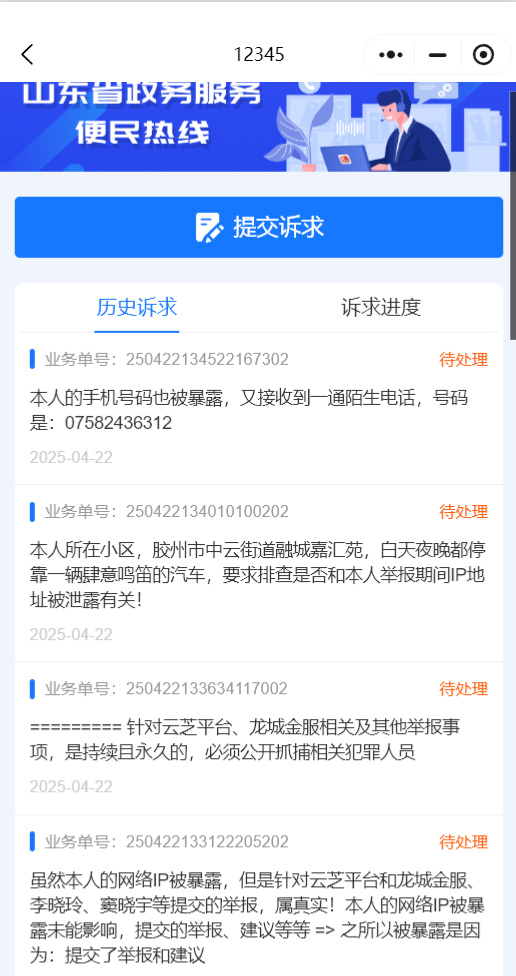 12345
山东省政务服务
便民热线
提交诉求
历史诉求
诉求进度
业务单号：250422134522167302
待处理
本人的手机号码也被暴露，又接收到一通陌生电话，号码
是：07582436312
2025-04-22
业务单号：250422134010100202
待处理
本人所在小区，胶州市中云街道融城嘉汇苑，白天夜晚都停
靠一辆肆意鸣笛的汽车，要求排查是否和本人举报期间IP地
址被泄露有关！
2025-04-22
业务单号：250422133634117002
待处理
========= 针对云芝平台、龙城金服相关及其他举报事
项，是持续且永久的，必须公开抓捕相关犯罪人员
2025-04-22
业务单号：250422133122205202
待处理
虽然本人的网络IP被暴露，但是针对云芝平台和龙城金服、
李晓玲、窦晓宇等提交的举报，属真实！本人的网络IP被暴
露未能影响，提交的举报、建议等等 => 之所以被暴露是因
为：提交了举报和建议